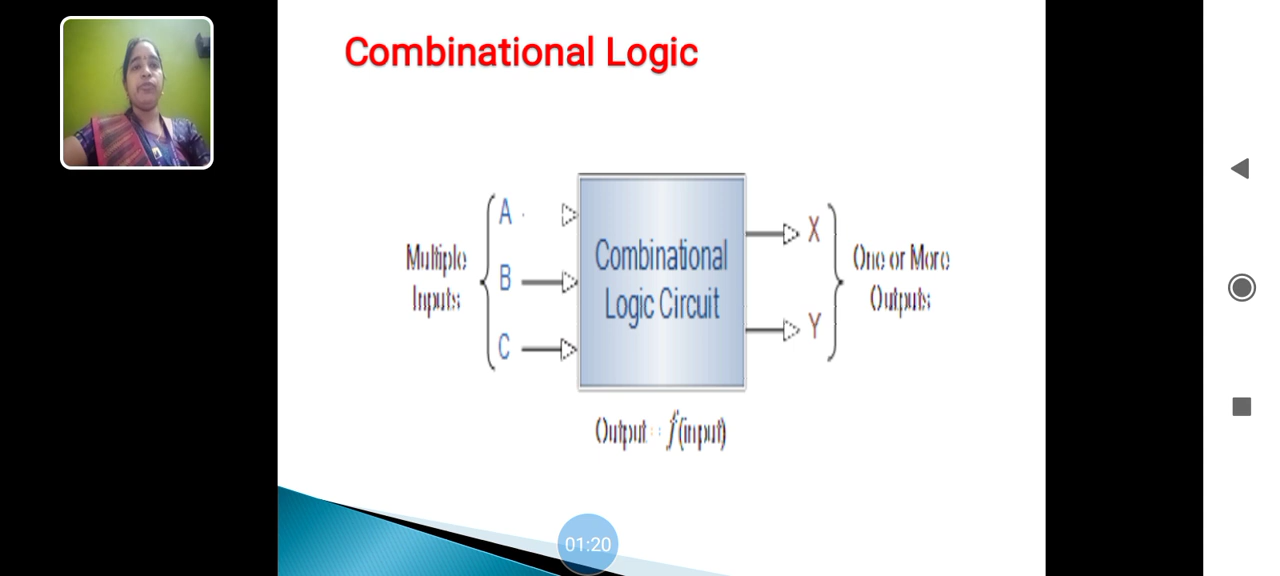 Combinational Logic
A
B
C
Multiple
Inputs
Combinational
Logic Circuit
X
Y
One or More
Outputs
Output = f(input)
01:20